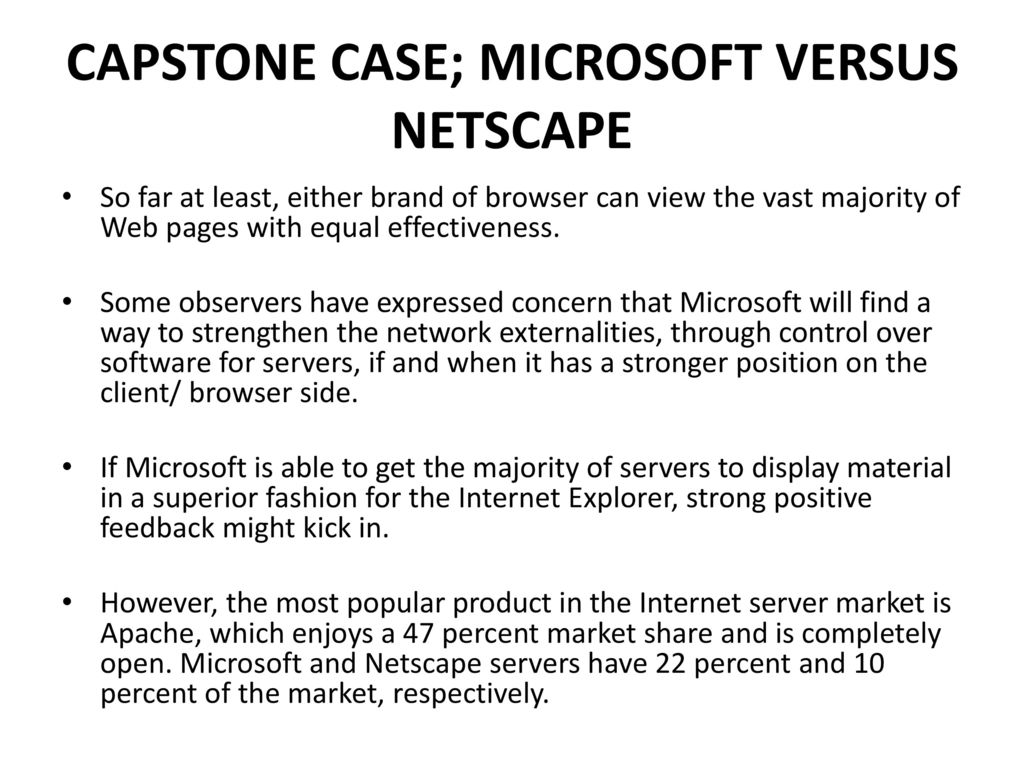 CAPSTONE CASE; MICROSOFT VERSUS
NETSCAPE
• So far at least, either brand of browser can view the vast majority of
Web pages with equal effectiveness.
• Some observers have expressed concern that Microsoft will find a
way to strengthen the network externalities, through control over
software for servers, if and when it has a stronger position on the
client/ browser side.
• If Microsoft is able to get the majority of servers to display material
in a superior fashion for the Internet Explorer, strong positive
feedback might kick in.
• However, the most popular product in the Internet server market is
Apache, which enjoys a 47 percent market share and is completely
open. Microsoft and Netscape servers have 22 percent and 10
percent of the market, respectively.